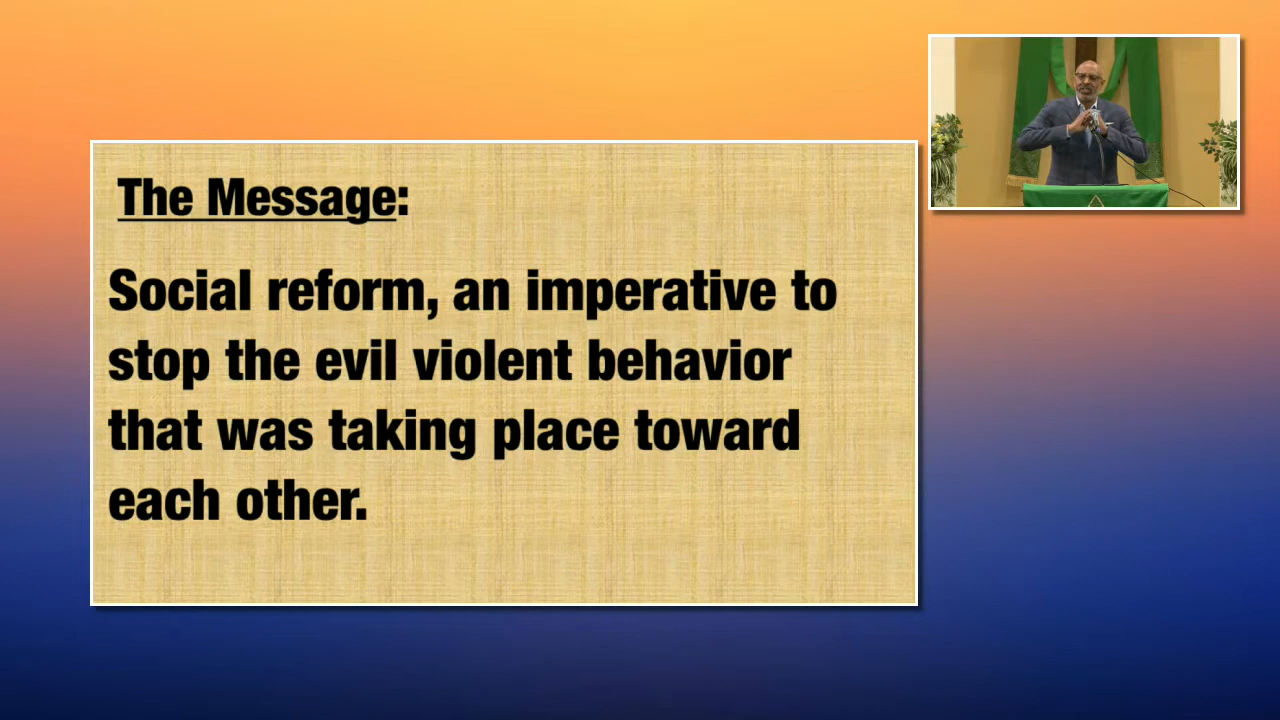 The Message:
Social reform, an imperative to
stop the evil violent behavior
that was taking place toward
each other.